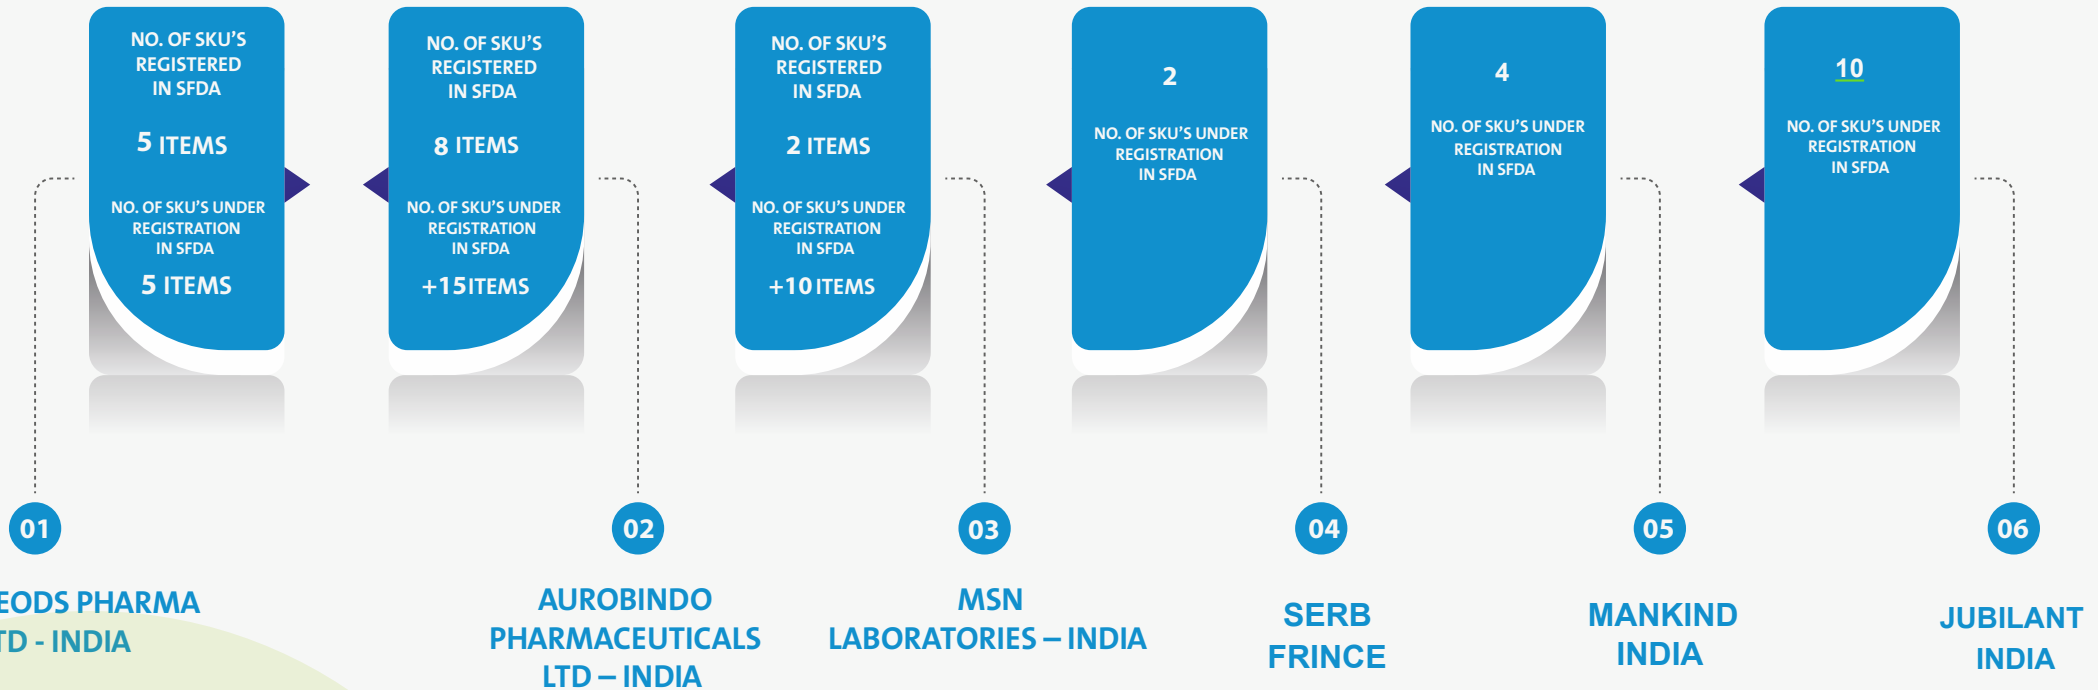 NO. OF SKU'S
REGISTERED
IN SFDA
5 ITEMS
NO. OF SKU'S UNDER
REGISTRATION
IN SFDA
5 ITEMS
NO. OF SKU'S
REGISTERED
IN SFDA
8 ITEMS
NO. OF SKU'S UNDER
REGISTRATION
IN SFDA
+15 ITEMS
NO. OF SKU'S
REGISTERED
IN SFDA
2 ITEMS
NO. OF SKU'S UNDER
REGISTRATION
IN SFDA
+10 ITEMS
2
NO. OF SKU'S UNDER
REGISTRATION
IN SFDA
4
NO. OF SKU'S UNDER
REGISTRATION
IN SFDA
10
NO. OF SKU'S UNDER
REGISTRATION
IN SFDA
01
EODS PHARMA
TD - INDIA
02
AUROBINDO
PHARMACEUTICALS
LTD – INDIA
03
MSN
LABORATORIES – INDIA
04
SERB
FRINCE
05
MANKIND
INDIA
06
JUBILANT
INDIA